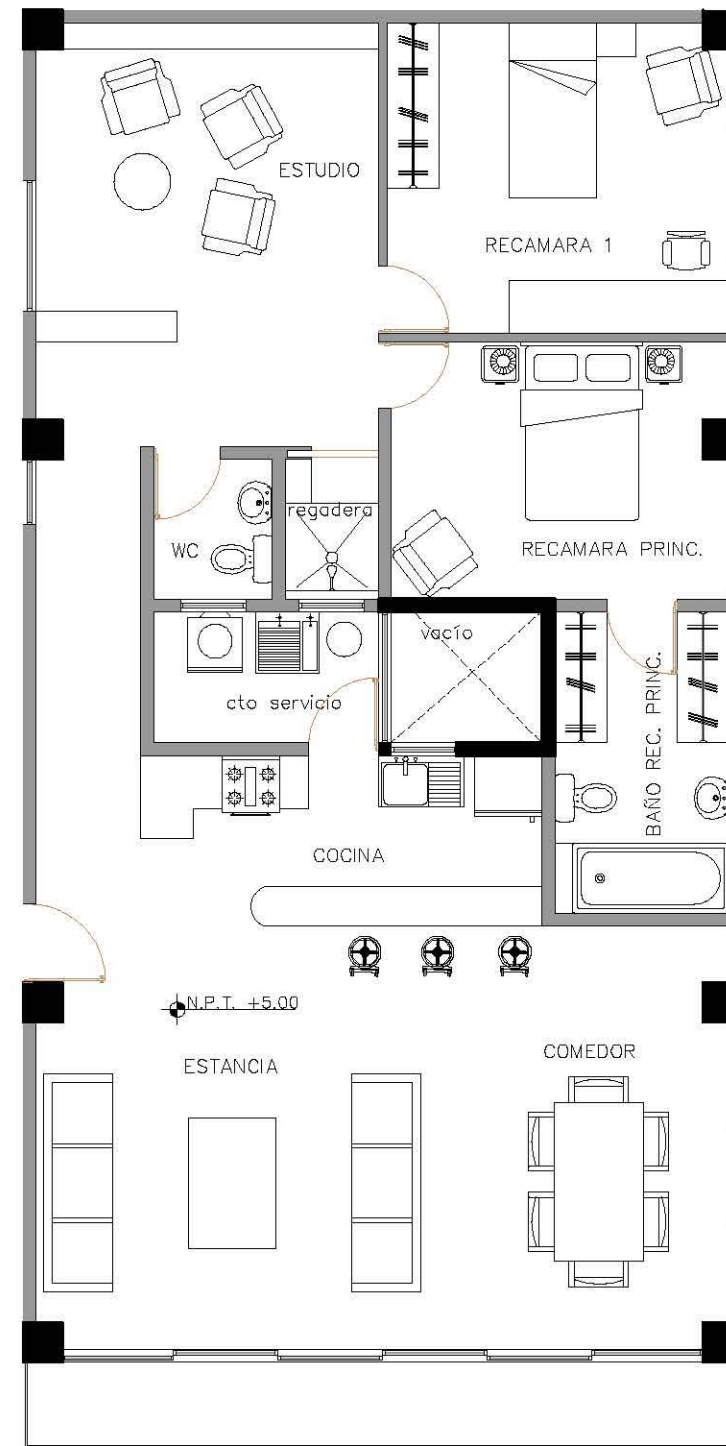 ESTUDIO
RECAMARA 1
regadera
WC
RECAMARA PRINC.
vacío
cto servicio
BAÑO REC. PRINC.
COCINA
N.P.T. +5.00
ESTANCIA
COMEDOR